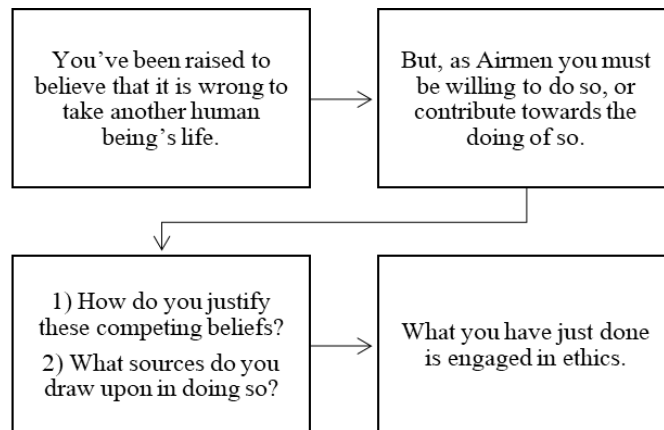 You’ve been raised to
believe that it is wrong to
take another human
being’s life.
But, as Airmen you must
be willing to do so, or
contribute towards the
doing of so.
1) How do you justify
these competing beliefs?
2) What sources do you
draw upon in doing so?
What you have just done
is engaged in ethics.